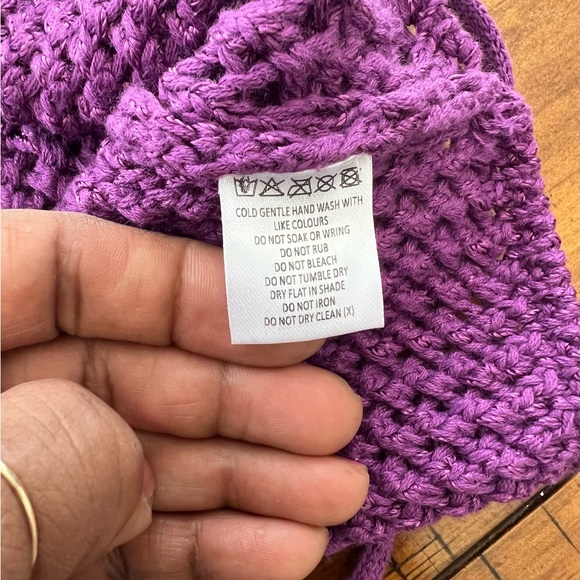 COLD GENTLE HAND WASH WITH
LIKE COLOURS
DO NOT SOAK OR WRING
DO NOT RUB
DO NOT BLEACH
DO NOT TUMBLE DRY
DRY FLAT IN SHADE
DO NOT IRON
DO NOT DRY CLEAN (X)